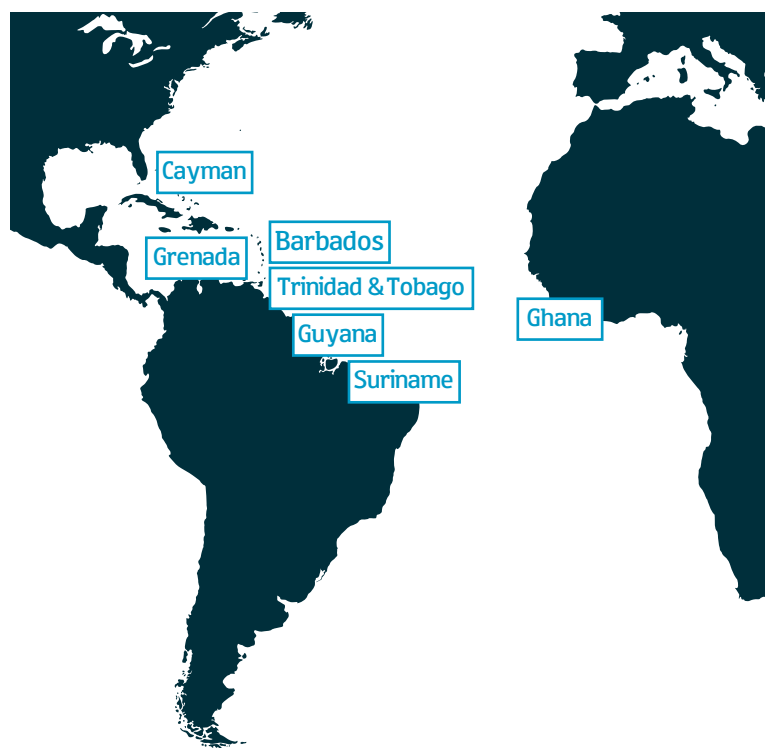 Cayman
Barbados
Grenada
Trinidad & Tobago
Ghana
Guyana
Suriname